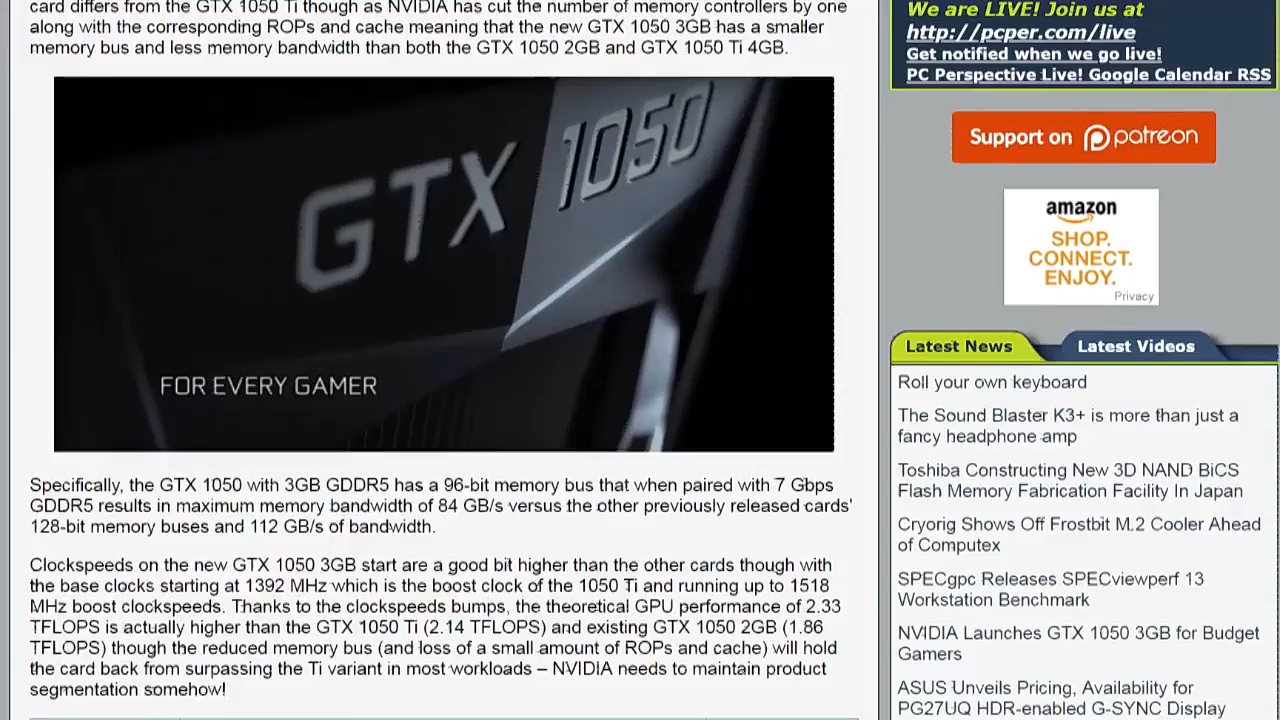 card differs from the GTX 1050 Ti though as NVIDIA has cut the number of memory controllers by one
along with the corresponding ROPs and cache meaning that the new GTX 1050 3GB has a smaller
memory bus and less memory bandwidth than both the GTX 1050 2GB and GTX 1050 Ti 4GB.
GTX 1050
FOR EVERY GAMER
Specifically, the GTX 1050 with 3GB GDDR5 has a 96-bit memory bus that when paired with 7 Gbps
GDDR5 results in maximum memory bandwidth of 84 GB/s versus the other previously released cards'
128-bit memory buses and 112 GB/s of bandwidth.
Clockspeeds on the new GTX 1050 3GB start are a good bit higher than the other cards though with
the base clocks starting at 1392 MHz which is the boost clock of the 1050 Ti and running up to 1518
MHz boost clockspeeds. Thanks to the clockspeeds bumps, the theoretical GPU performance of 2.33
TFLOPS is actually higher than the GTX 1050 Ti (2.14 TFLOPS) and existing GTX 1050 2GB (1.86
TFLOPS) though the reduced memory bus (and loss of a small amount of ROPs and cache) will hold
the card back from surpassing the Ti variant in most workloads – NVIDIA needs to maintain product
segmentation somehow!
We are LIVE! Join us at
http://pcper.com/live
Get notified when we go live!
PC Perspective Live! Google Calendar RSS
Support on patreon
amazon
SHOP.
CONNECT.
ENJOY.
Privacy
Latest News Latest Videos
Roll your own keyboard
The Sound Blaster K3+ is more than just a
fancy headphone amp
Toshiba Constructing New 3D NAND BiCS
Flash Memory Fabrication Facility In Japan
Cryorig Shows Off Frostbit M.2 Cooler Ahead
of Computex
SPECgpc Releases SPECviewperf 13
Workstation Benchmark
NVIDIA Launches GTX 1050 3GB for Budget
Gamers
ASUS Unveils Pricing, Availability for
PG27UQ HDR-enabled G-SYNC Display